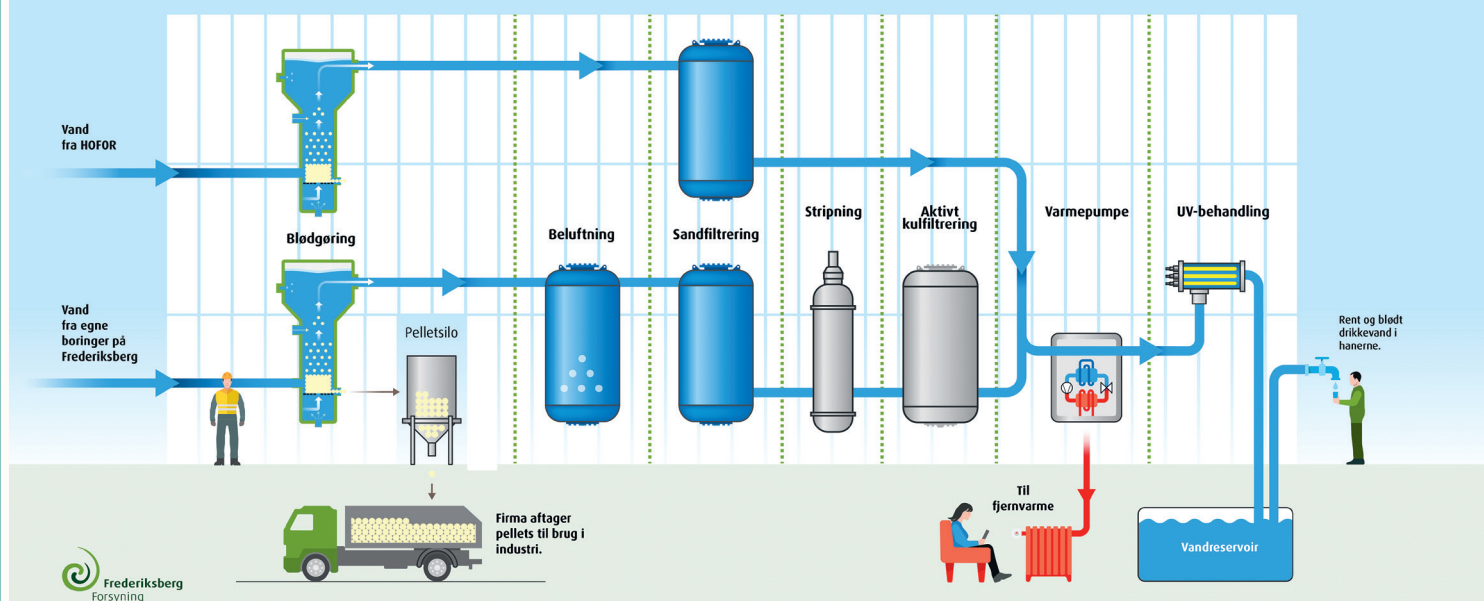 Vand
fra HOFOR
Blødgøring
Beluftning
Sandfiltrering
Stripning
Aktivt
kulfiltrering
Varmepumpe
UV-behandling
Vand
fra egne
boringer på
Frederiksberg
Pelletsilo
Rent og blødt
drikkevand i
hanerne.
Firma aftager
pellets til brug i
industri.
Til
fjernvarme
Vandreservoir
Frederiksberg
Forsyning